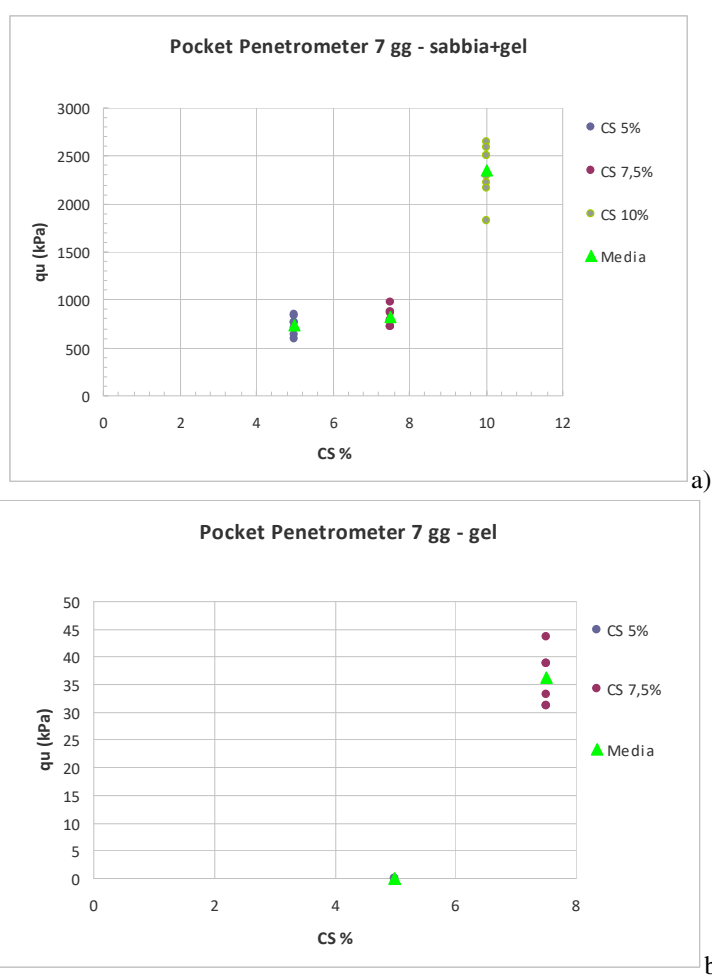 Pocket Penetrometer 7 gg - sabbia+gel
3000
2500
2000
1500
1000
500
0
qu (kPa)
0 2 4 6 8 10 12
CS %
CS 5%
CS 7,5%
CS 10%
Media
a)
Pocket Penetrometer 7 gg - gel
50
45
40
35
30
25
20
15
10
5
0
qu (kPa)
0 2 4 6 8
CS %
CS 5%
CS 7,5%
Media
b